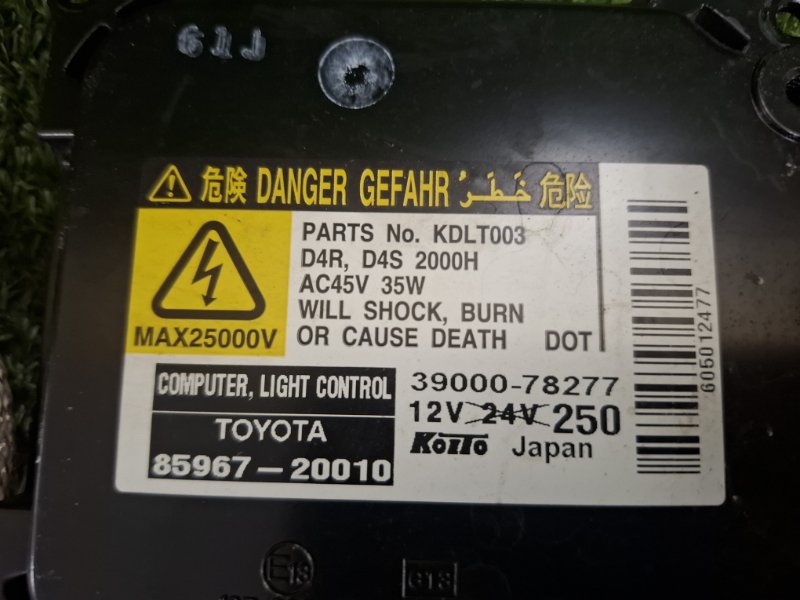 61J
危険 DANGER GEFAHR خَطَرٌ 危险
PARTS No. KDLT003
D4R, D4S 2000H
AC45V 35W
WILL SHOCK, BURN
OR CAUSE DEATH DOT
MAX25000V
COMPUTER, LIGHT CONTROL
TOYOTA
85967-20010
39000-78277
12V 24V 250
KOITO Japan
605012477
E13